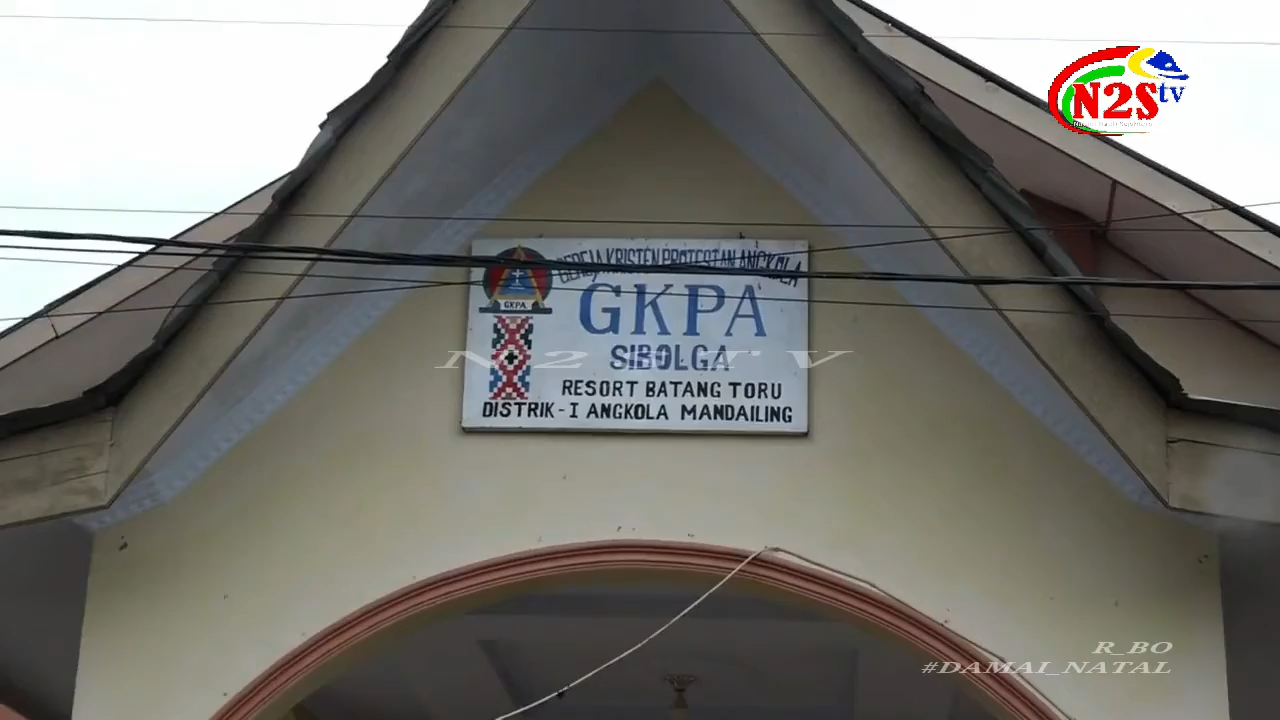 N2S tv
GEREJA KRISTEN PROTESTAN ANGKOLA
GKPA
GKPA
SIBOLGA
N2STV
RESORT BATANG TORU
DISTRIK - I ANGKOLA MANDAILING
R_BO
#DAMAI_NATAL